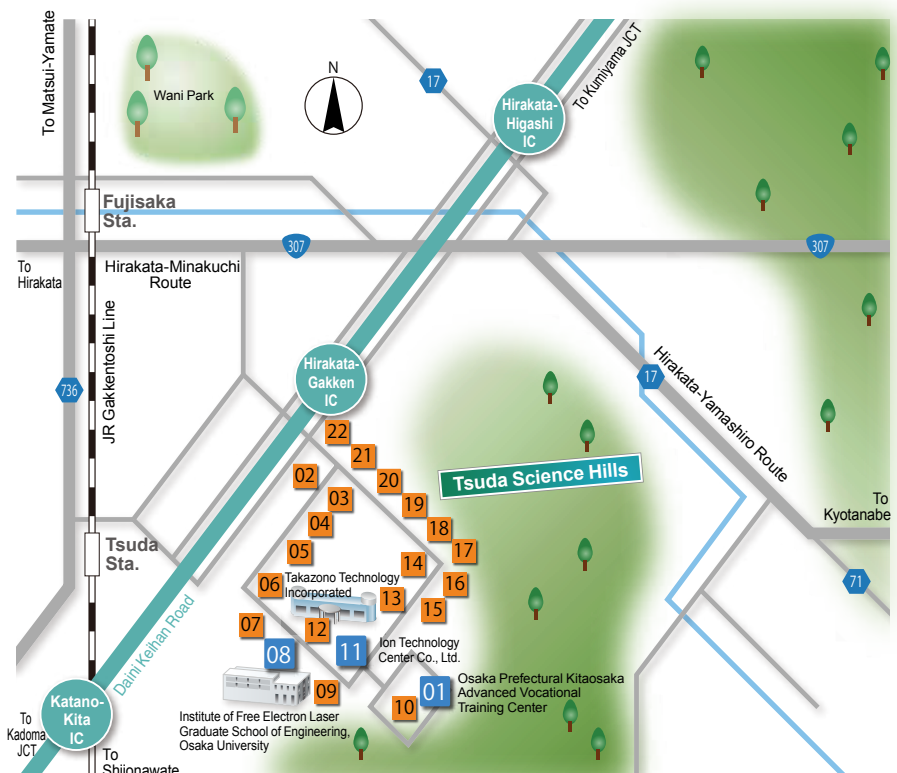 To Matsui-Yamate
Wani Park
N
17
To Kumiyama JCT
Hirakata-
Higashi
IC
Fujisaka
Sta.
307
307
To
Hirakata
Hirakata-Minakuchi
Route
JR Gakkentoshi Line
736
Hirakata-
Gakken
IC
17
Hirakata-Yamashiro Route
22
21
20
19
18
17
16
15
02
03
04
05
06
07
14
13
12
Tsuda Science Hills
To
Kyotanabe
71
Tsuda
Sta.
Takazono Technology
Incorporated
Daini Keihan Road
08
11
Ion Technology
Center Co., Ltd.
09
10
01
Osaka Prefectural Kitaosaka
Advanced Vocational
Training Center
Institute of Free Electron Laser
Graduate School of Engineering,
Osaka University
Katano-
Kita
IC
To
Kadoma
JCT
To
Shijonawate